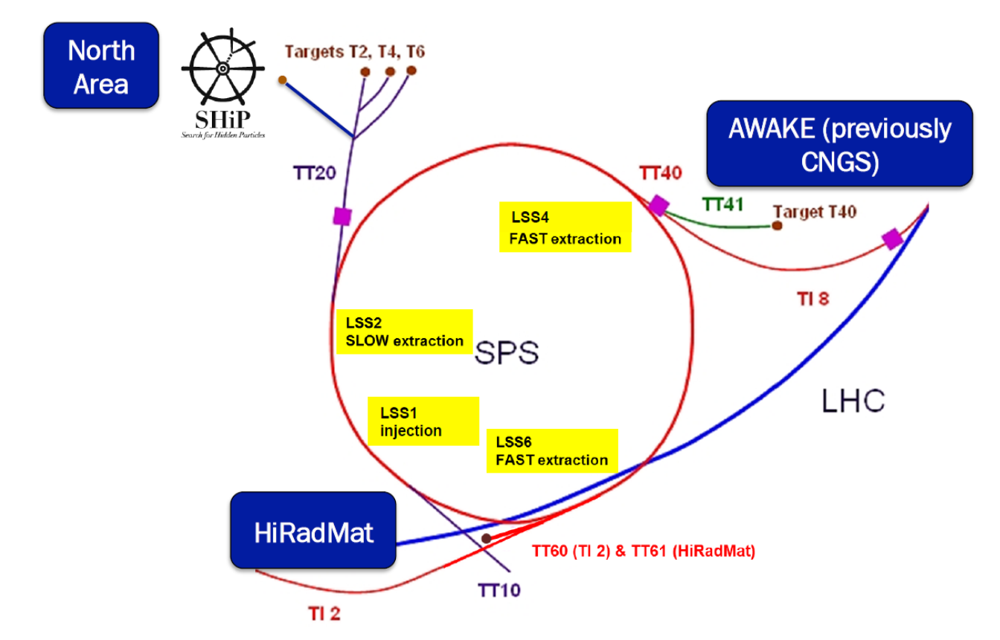 North
Area
SHiP
Search for Hidden Particles
Targets T2, T4, T6
AWAKE (previously
CNGS)
TT20
TT40
TT41
Target T40
LSS4
FAST extraction
TI 8
LSS2
SLOW extraction
SPS
LHC
LSS1
injection
LSS6
FAST extraction
HiRadMat
TT60 (TI 2) & TT61 (HiRadMat)
TT10
TI 2